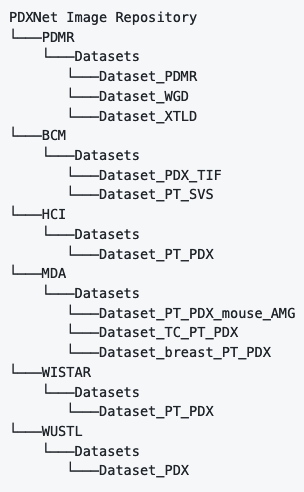 PDXNet Image Repository
└───PDMR
    └───Datasets
       └───Dataset_PDMR
       └───Dataset_WGD
       └───Dataset_XTLD
└───BCM
    └───Datasets
       └───Dataset_PDX_TIF
       └───Dataset_PT_SVS
└───HCI
    └───Datasets
       └───Dataset_PT_PDX
└───MDA
    └───Datasets
       └───Dataset_PT_PDX_mouse_AMG
       └───Dataset_TC_PT_PDX
       └───Dataset_breast_PT_PDX
└───WISTAR
    └───Datasets
       └───Dataset_PT_PDX
└───WUSTL
    └───Datasets
       └───Dataset_PDX